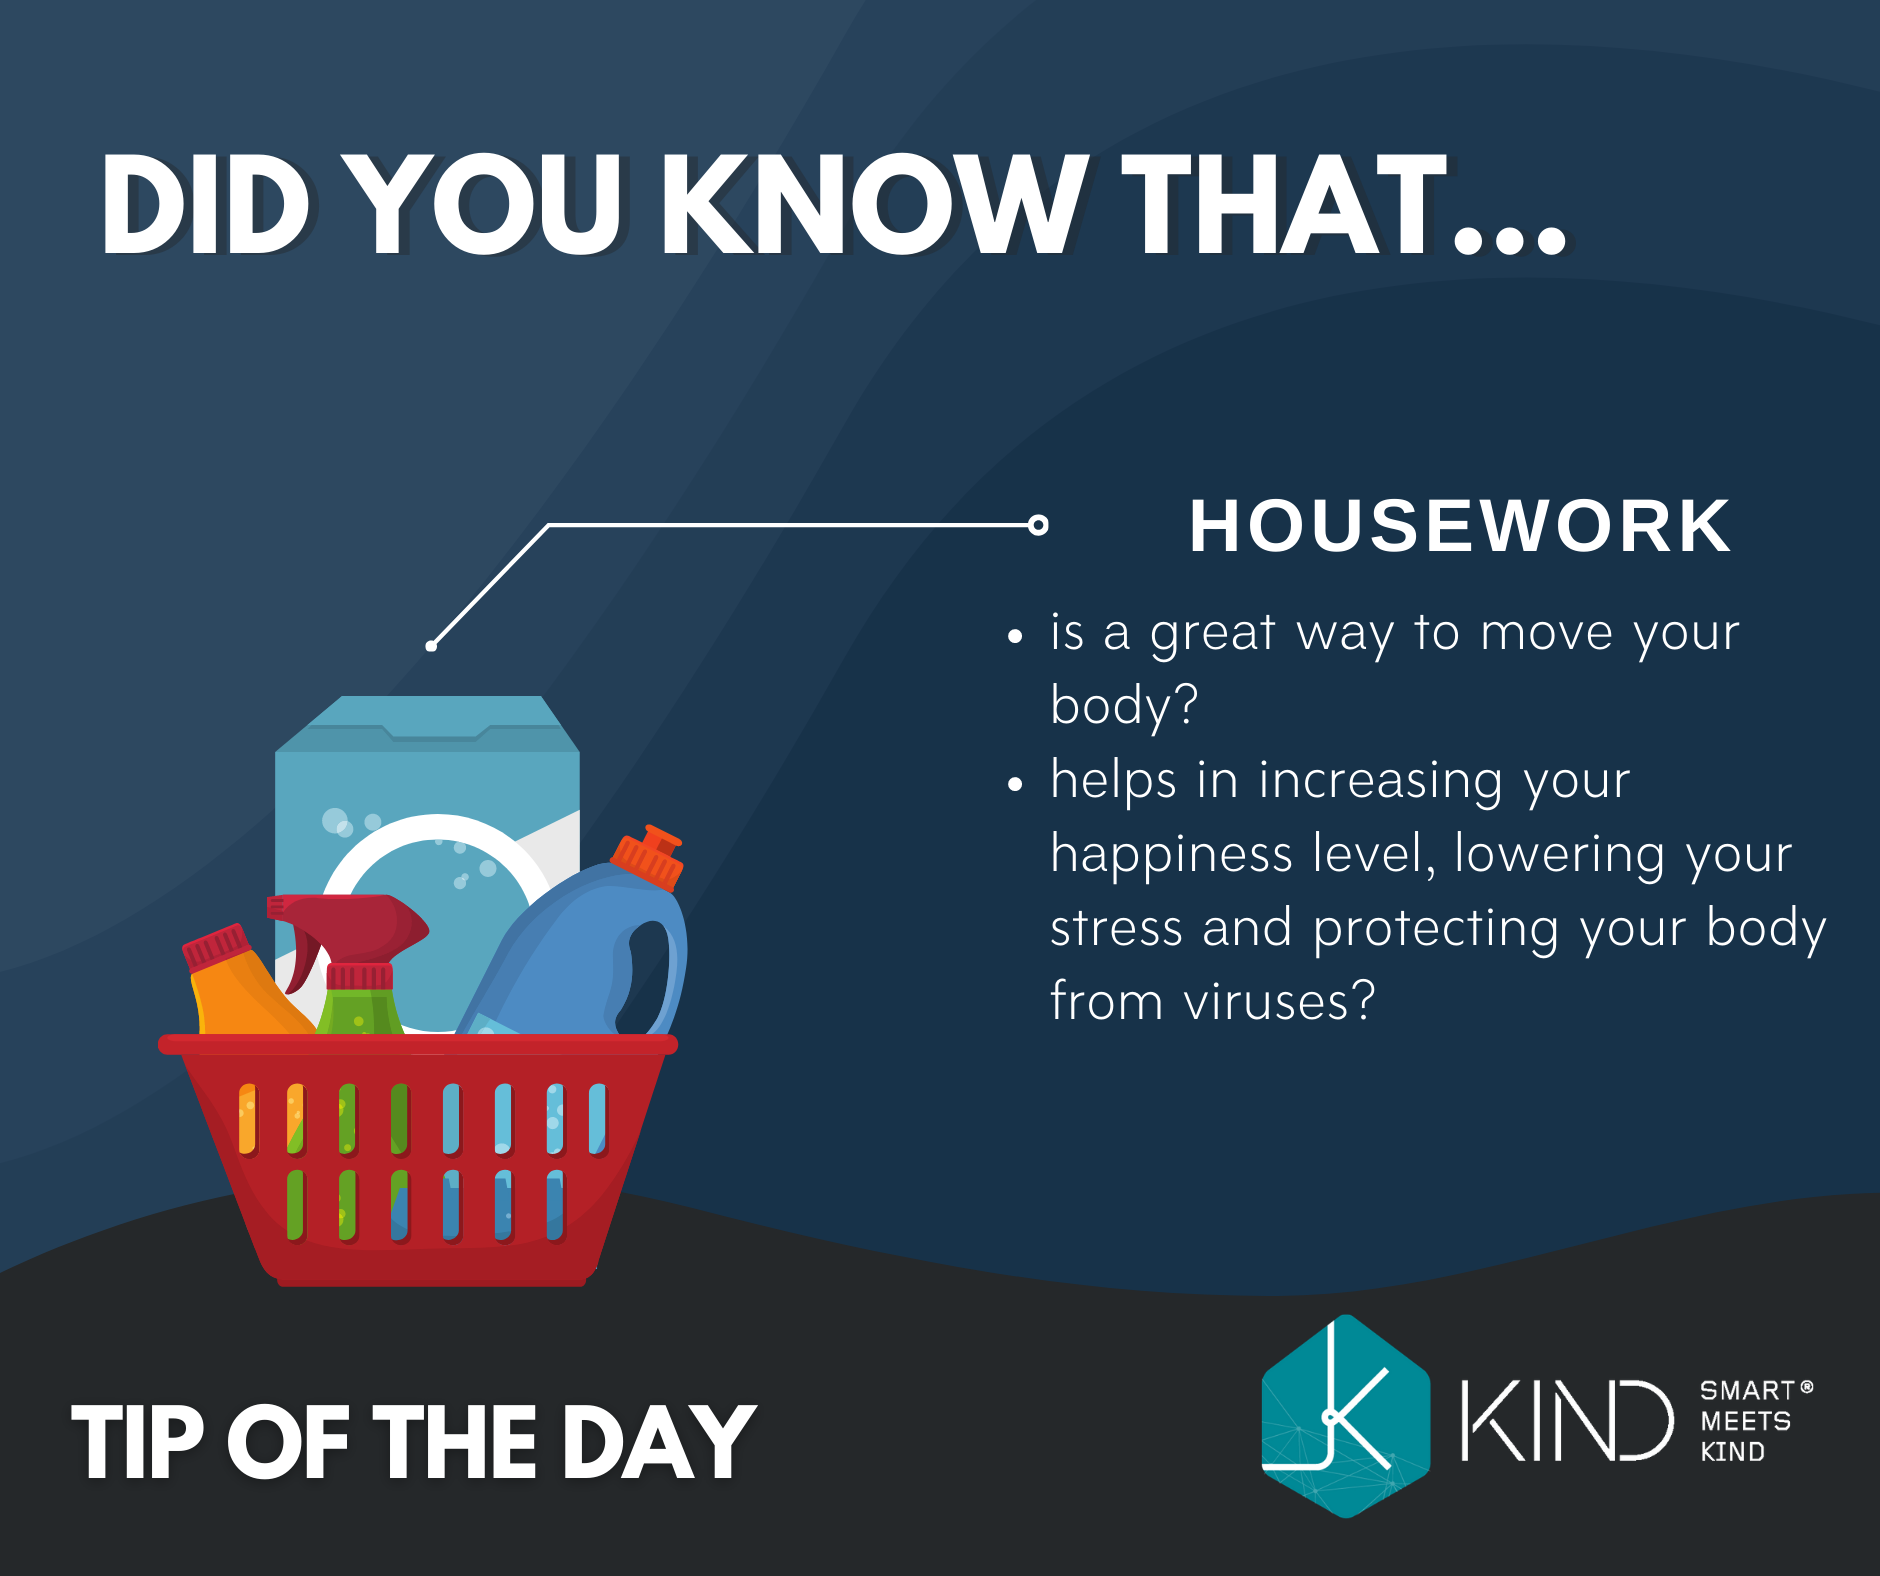 DID YOU KNOW THAT...
HOUSEWORK
• is a great way to move your
body?
• helps in increasing your
happiness level, lowering your
stress and protecting your body
from viruses?
TIP OF THE DAY
K
KIND
SMART®
MEETS
KIND